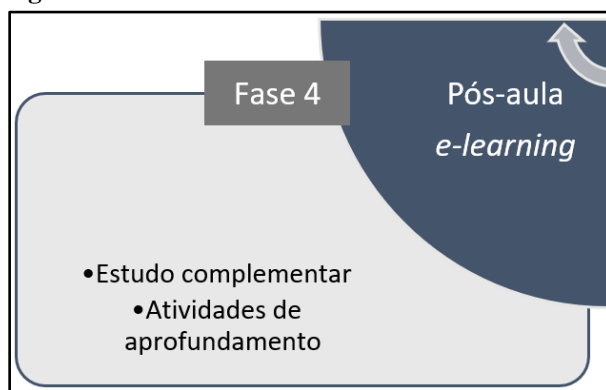 Fase 4
Pós-aula
e-learning
•Estudo complementar
•Atividades de
aprofundamento